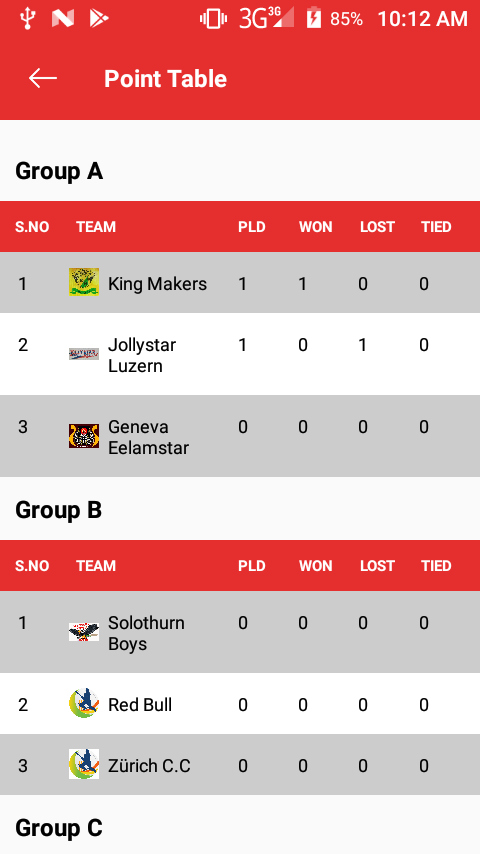 3G 3G 85% 10:12 AM
Point Table
Group A
S.NO TEAM PLD WON LOST TIED
1 King Makers 1 1 0 0
2 Jollystar 1 0 1 0
Luzern
3 Geneva 0 0 0 0
Eelamstar
Group B
S.NO TEAM PLD WON LOST TIED
1 Solothurn 0 0 0 0
Boys
2 Red Bull 0 0 0 0
3 Zürich C.C 0 0 0 0
Group C